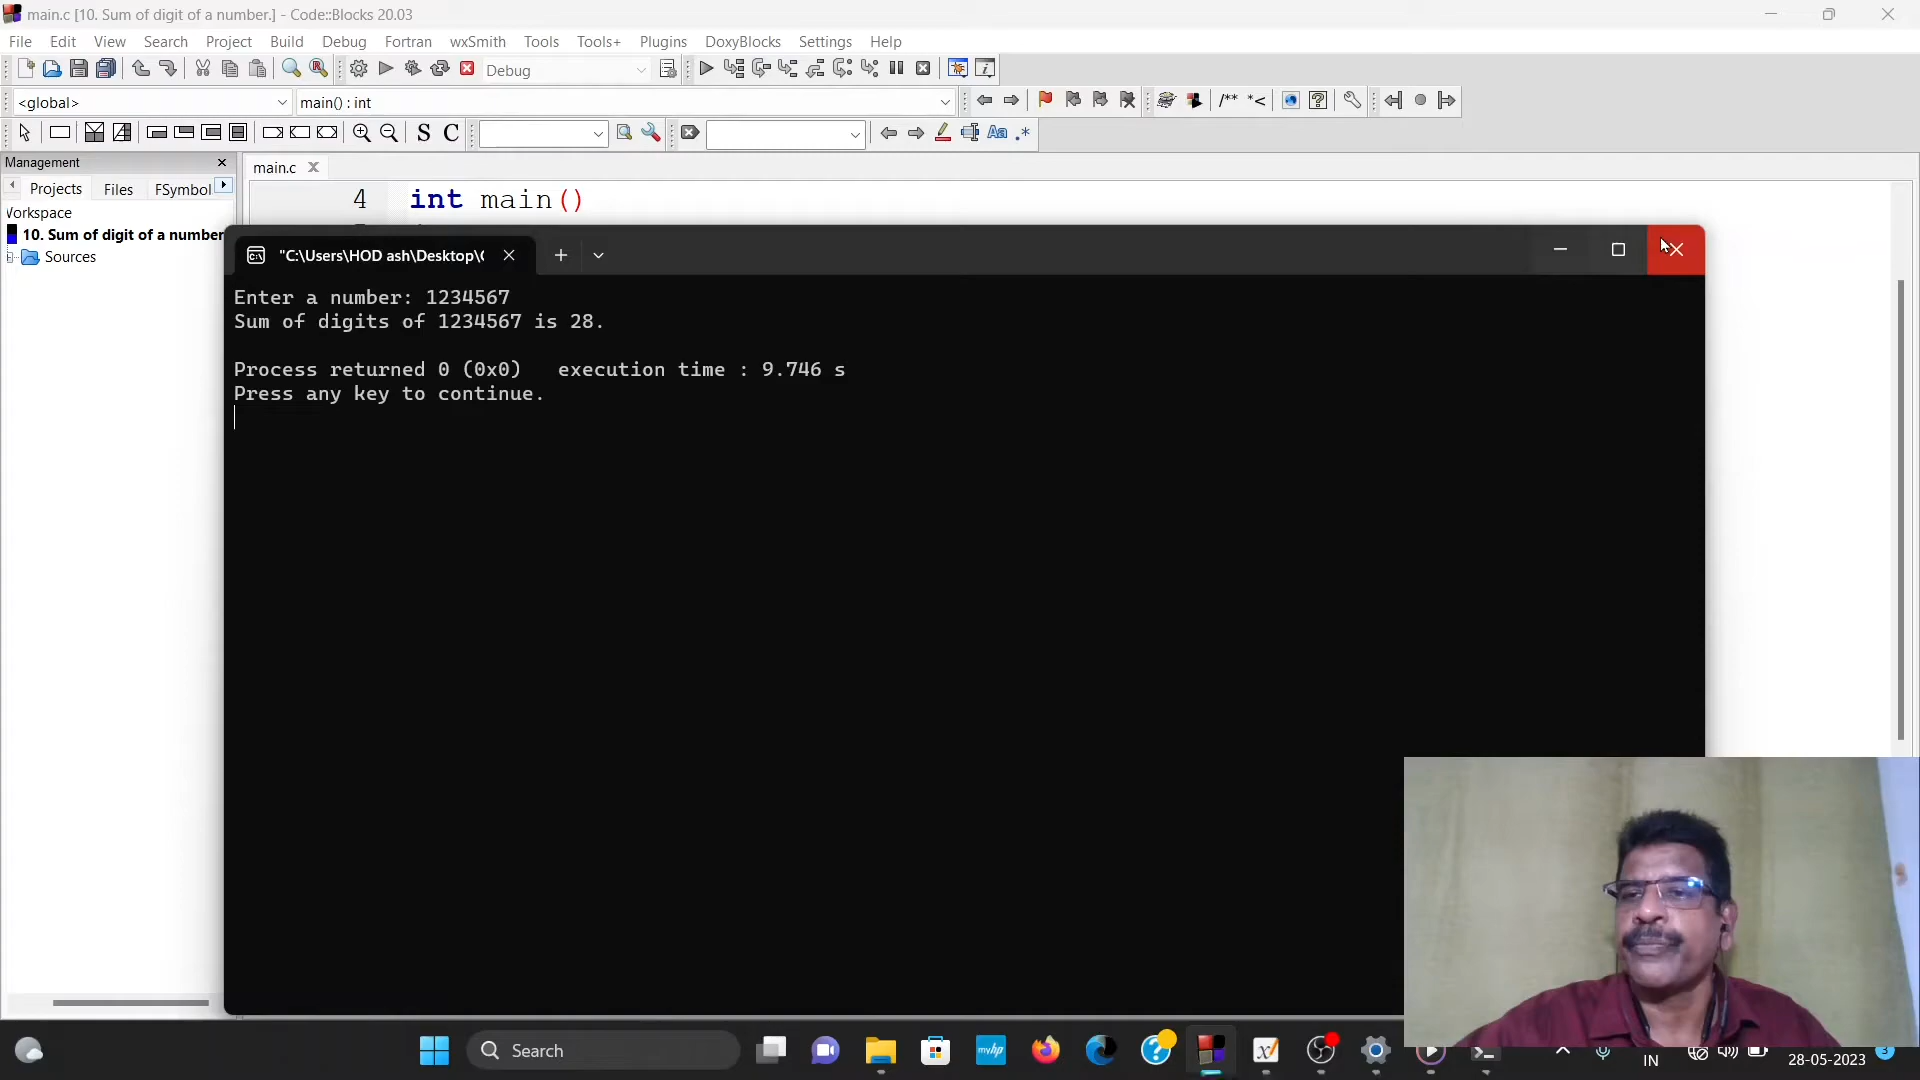 main.c [10. Sum of digit of a number.] - Code::Blocks 20.03
File Edit View Search Project Build Debug Fortran wxSmith Tools Tools+ Plugins DoxyBlocks Settings Help
Debug
<global> main() : int
/** *<
S C Aa .*
Management
main.c
Projects Files FSymbol
4 int main()
Vorkspace
10. Sum of digit of a number
Sources
"C:\Users\HOD ash\Desktop\C
Enter a number: 1234567
Sum of digits of 1234567 is 28.
Process returned 0 (0x0) execution time : 9.746 s
Press any key to continue.
Search
myhp
IN
28-05-2023
3